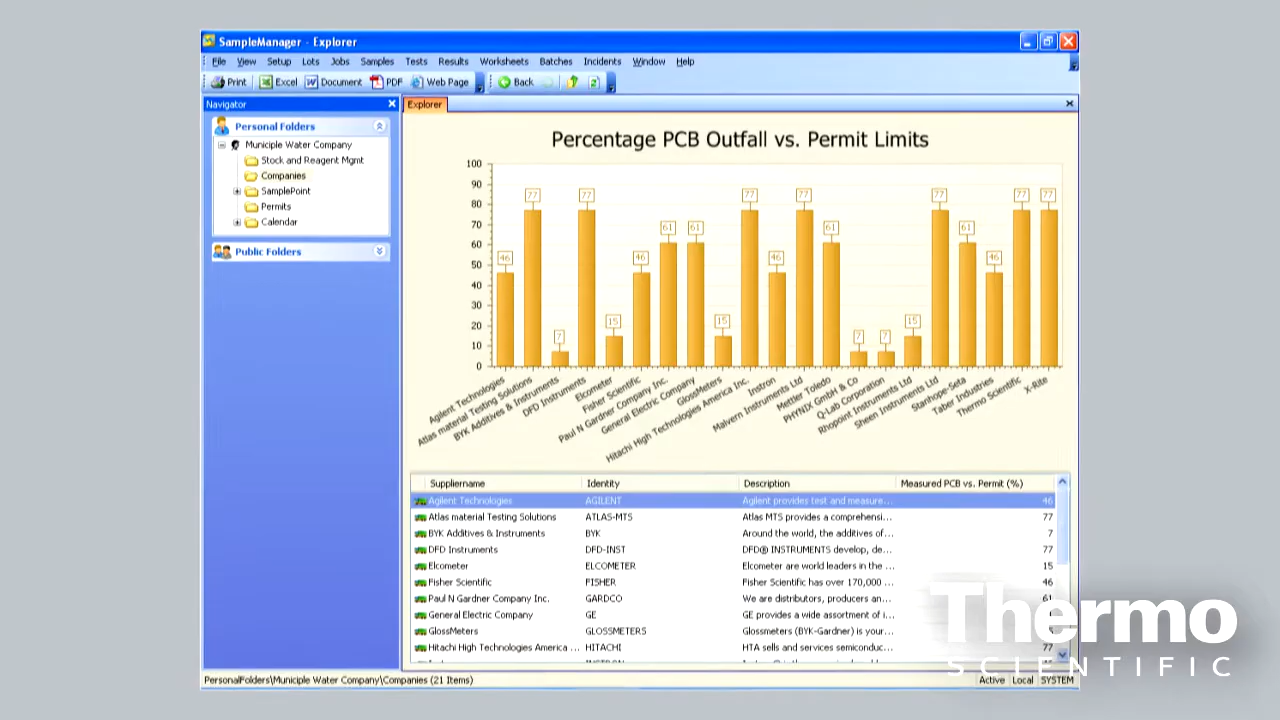 SampleManager - Explorer
File View Setup Lots Jobs Samples Tests Results Worksheets Batches Incidents Window Help
Print Excel Document PDF Web Page Back
Navigator
Explorer
Personal Folders
Municiple Water Company
Stock and Reagent Mgmt
Companies
SamplePoint
Permits
Calendar
Public Folders
Percentage PCB Outfall vs. Permit Limits
100
90
80
70
60
50
40
30
20
10
0
46 77 7 77 15 46 61 61 15 77 46 77 61 7 7 15 77 61 46 77 77
Agilent Technologies
Atlas material Testing Solutions
BYK Additives & Instruments
DFD Instruments
Elcometer
Fisher Scientific
Paul N Gardner Company Inc.
General Electric Company
GlossMeters
Hitachi High Technologies America Inc.
Instron
Malvern Instruments Ltd
Mettler Toledo
PHYNIX GmbH & Co
Q-Lab Corporation
Rhopoint Instruments Ltd
Sheen Instruments Ltd
Stanhope-Seta
Taber Industries
Thermo Scientific
X-Rite
Suppliername Identity Description Measured PCB vs. Permit (%)
Agilent Technologies AGILENT Agilent provides test and measure... 46
Atlas material Testing Solutions ATLAS-MTS Atlas MTS provides a comprehensi... 77
BYK Additives & Instruments BYK Around the world, the additives of... 7
DFD Instruments DFD-INST DFD® INSTRUMENTS develop, de... 77
Elcometer ELCOMETER Elcometer are world leaders in the ... 15
Fisher Scientific FISHER Fisher Scientific has over 170,000 ... 46
Paul N Gardner Company Inc. GARDCO We are distributors, producers an... 61
General Electric Company GE GE provides a wide assortment of i...
GlossMeters GLOSSMETERS Glossmeters (BYK-Gardner) is your...
Hitachi High Technologies America ... HITACHI HTA sells and services semiconduc... 77
Thermo
SCIENTIFIC
PersonalFolders\Municiple Water Company\Companies (21 Items) Active Local SYSTEM